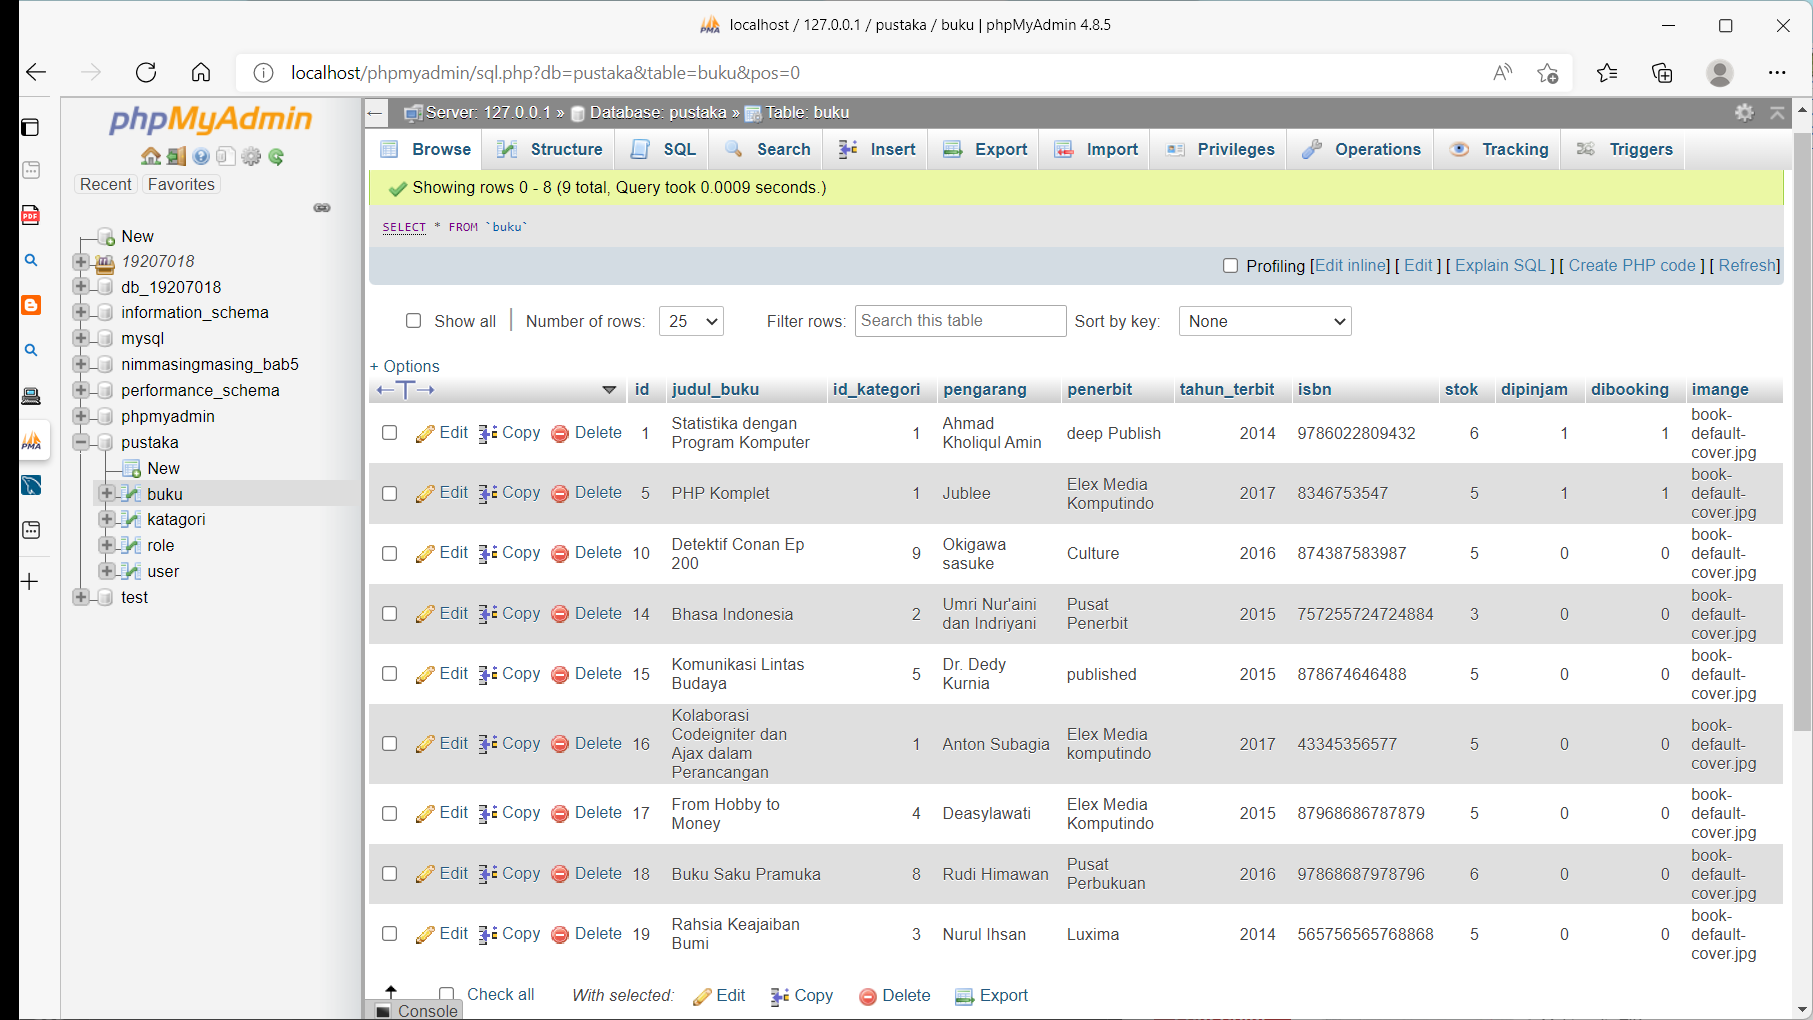 localhost / 127.0.0.1 / pustaka / buku | phpMyAdmin 4.8.5
localhost/phpmyadmin/sql.php?db=pustaka&table=buku&pos=0
phpMyAdmin
Recent Favorites
New
19207018
db_19207018
information_schema
mysql
nimmasingmasing_bab5
performance_schema
phpmyadmin
pustaka
New
buku
katagori
role
user
test
Server: 127.0.0.1 » Database: pustaka » Table: buku
Browse Structure SQL Search Insert Export Import Privileges Operations Tracking Triggers
Showing rows 0 - 8 (9 total, Query took 0.0009 seconds.)
SELECT * FROM `buku`
Profiling [Edit inline] [ Edit ] [ Explain SQL ] [ Create PHP code ] [ Refresh]
Show all | Number of rows: 25 Filter rows: Search this table Sort by key: None
+ Options
←T→ id judul_buku id_kategori pengarang penerbit tahun_terbit isbn stok dipinjam dibooking imange
Edit Copy Delete 1 Statistika dengan Program Komputer 1 Ahmad Kholiqul Amin deep Publish 2014 9786022809432 6 1 1 book-default-cover.jpg
Edit Copy Delete 5 PHP Komplet 1 Jublee Elex Media Komputindo 2017 8346753547 5 1 1 book-default-cover.jpg
Edit Copy Delete 10 Detektif Conan Ep 200 9 Okigawa sasuke Culture 2016 874387583987 5 0 0 book-default-cover.jpg
Edit Copy Delete 14 Bhasa Indonesia 2 Umri Nur'aini dan Indriyani Pusat Penerbit 2015 757255724724884 3 0 0 book-default-cover.jpg
Edit Copy Delete 15 Komunikasi Lintas Budaya 5 Dr. Dedy Kurnia published 2015 878674646488 5 0 0 book-default-cover.jpg
Edit Copy Delete 16 Kolaborasi Codeigniter dan Ajax dalam Perancangan 1 Anton Subagia Elex Media komputindo 2017 43345356577 5 0 0 book-default-cover.jpg
Edit Copy Delete 17 From Hobby to Money 4 Deasylawati Elex Media Komputindo 2015 87968686787879 5 0 0 book-default-cover.jpg
Edit Copy Delete 18 Buku Saku Pramuka 8 Rudi Himawan Pusat Perbukuan 2016 97868687978796 6 0 0 book-default-cover.jpg
Edit Copy Delete 19 Rahsia Keajaiban Bumi 3 Nurul Ihsan Luxima 2014 565756565768868 5 0 0 book-default-cover.jpg
Check all With selected: Edit Copy Delete Export
Console